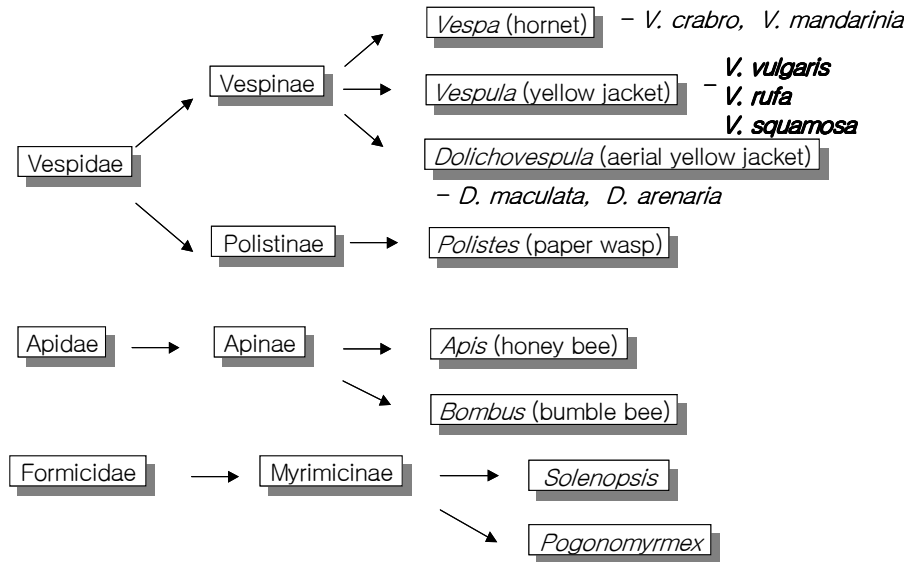 Vespa (hornet) – V. crabro, V. mandarinia
Vespinae
Vespula (yellow jacket) – V. vulgaris
V. rufa
V. squamosa
Vespidae
Dolichovespula (aerial yellow jacket)
– D. maculata, D. arenaria
Polistinae
Polistes (paper wasp)
Apidae
Apinae
Apis (honey bee)
Bombus (bumble bee)
Formicidae
Myrimicinae
Solenopsis
Pogonomyrmex